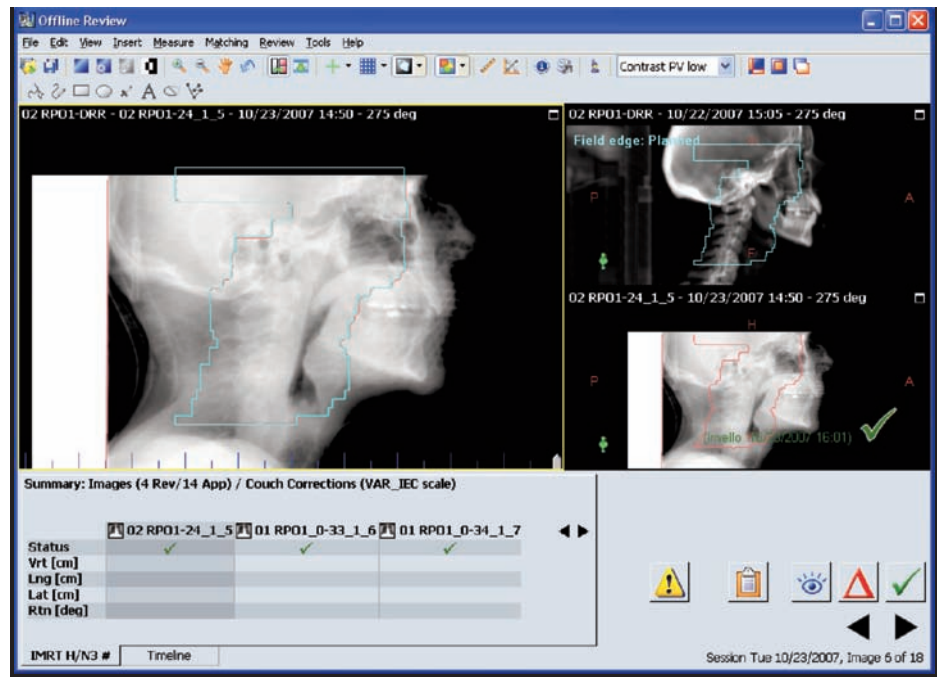 Offline Review
File Edit View Insert Measure Matching Review Tools Help
Contrast PV low
02 RPO1-DRR - 02 RPO1-24_1_5 - 10/23/2007 14:50 - 275 deg
02 RPO1-DRR - 10/22/2007 15:05 - 275 deg
Field edge: Planned
P
A
F
02 RPO1-24_1_5 - 10/23/2007 14:50 - 275 deg
H
P
A
2007 16:01)
Summary: Images (4 Rev/14 App) / Couch Corrections (VAR_IEC scale)
02 RPO1-24_1_5 01 RPO1_0-33_1_6 01 RPO1_0-34_1_7
Status
Vrt [cm]
Lng [cm]
Lat [cm]
Rtn [deg]
IMRT H/N3 # Timeline
Session Tue 10/23/2007, Image 6 of 18